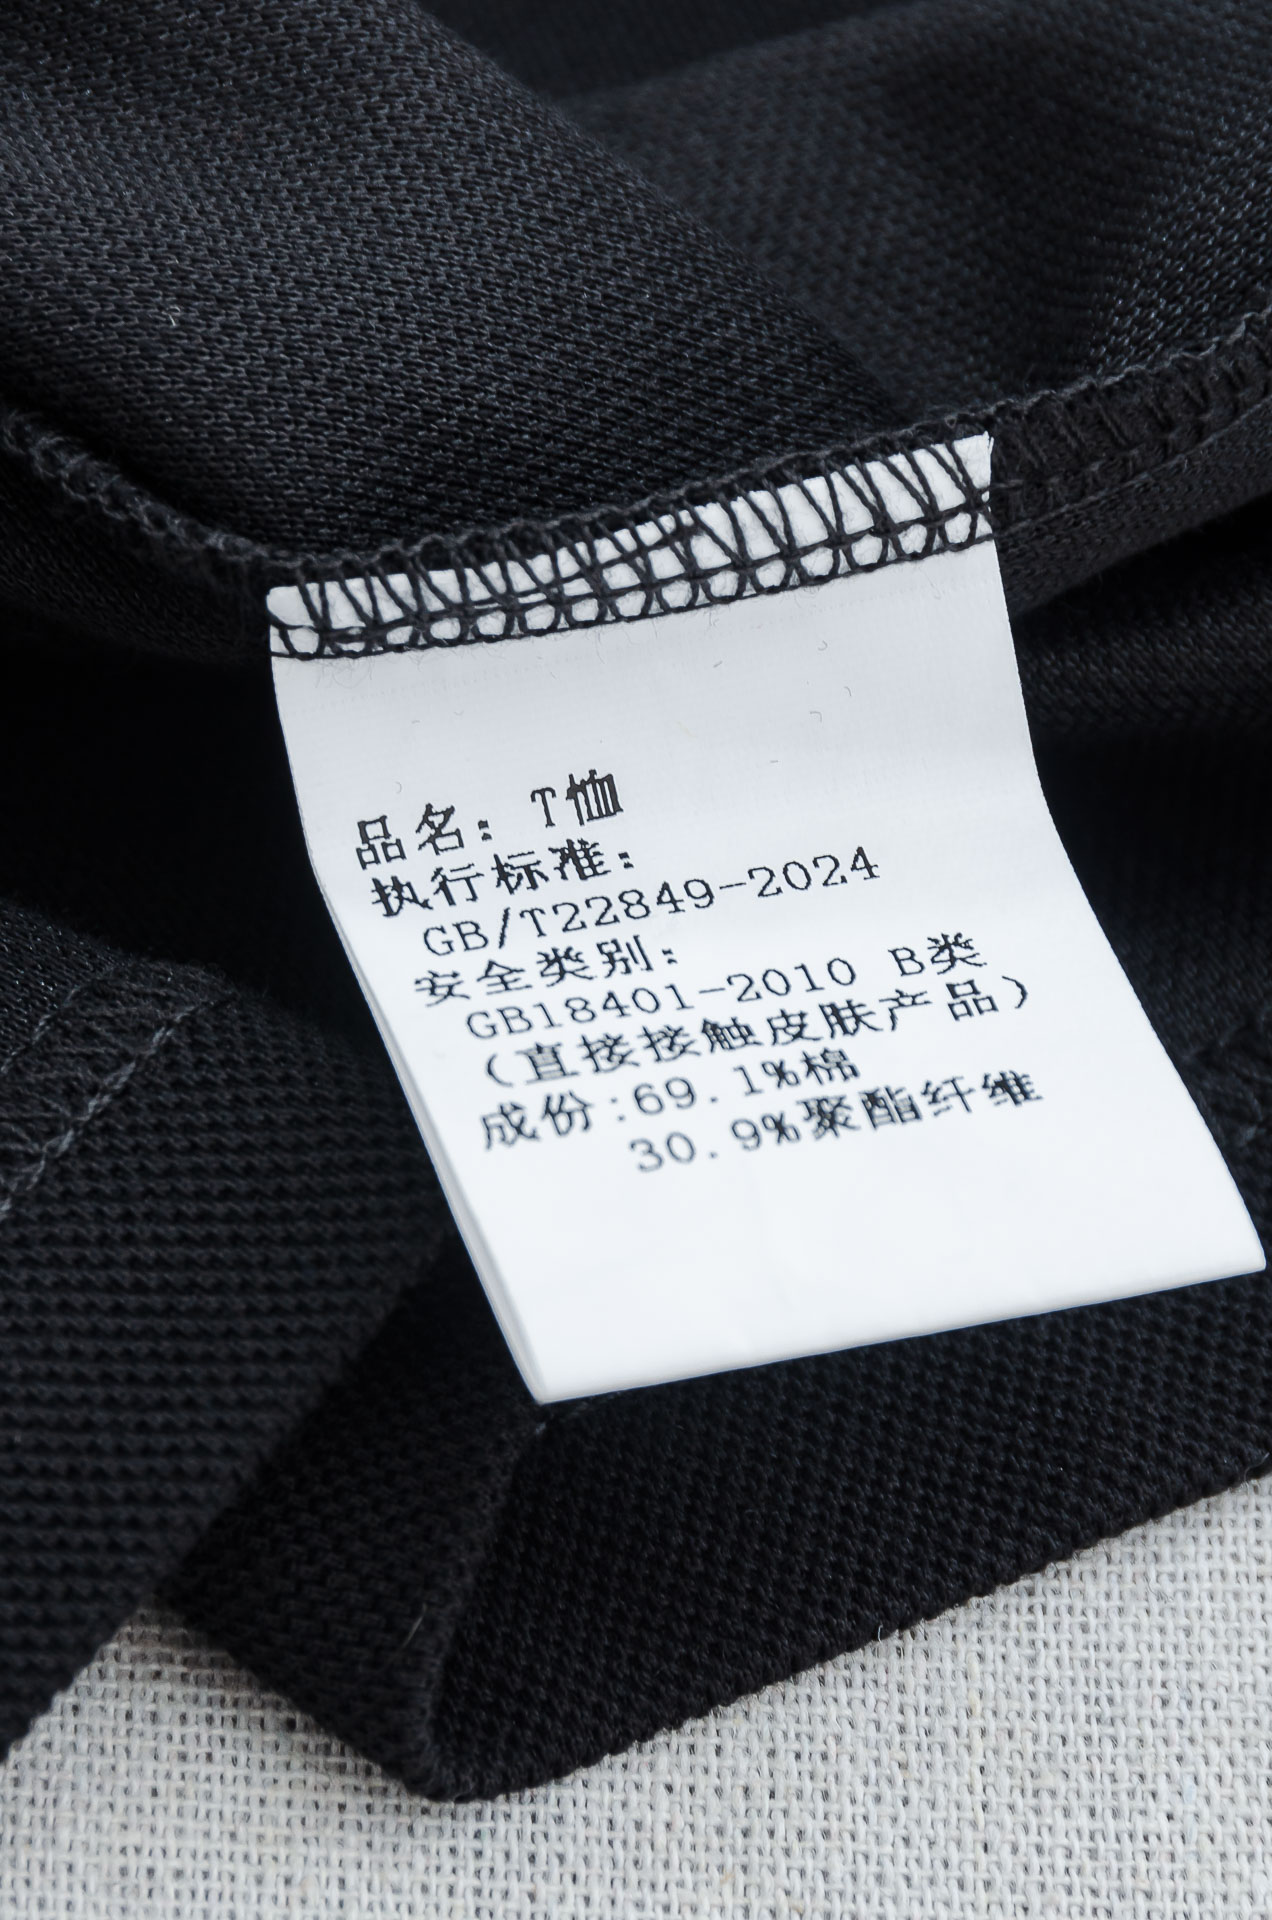 品名：T恤
执行标准：
GB/T22849-2024
安全类别：
GB18401-2010 B类
（直接接触皮肤产品）
成份:69.1%棉
30.9%聚酯纤维